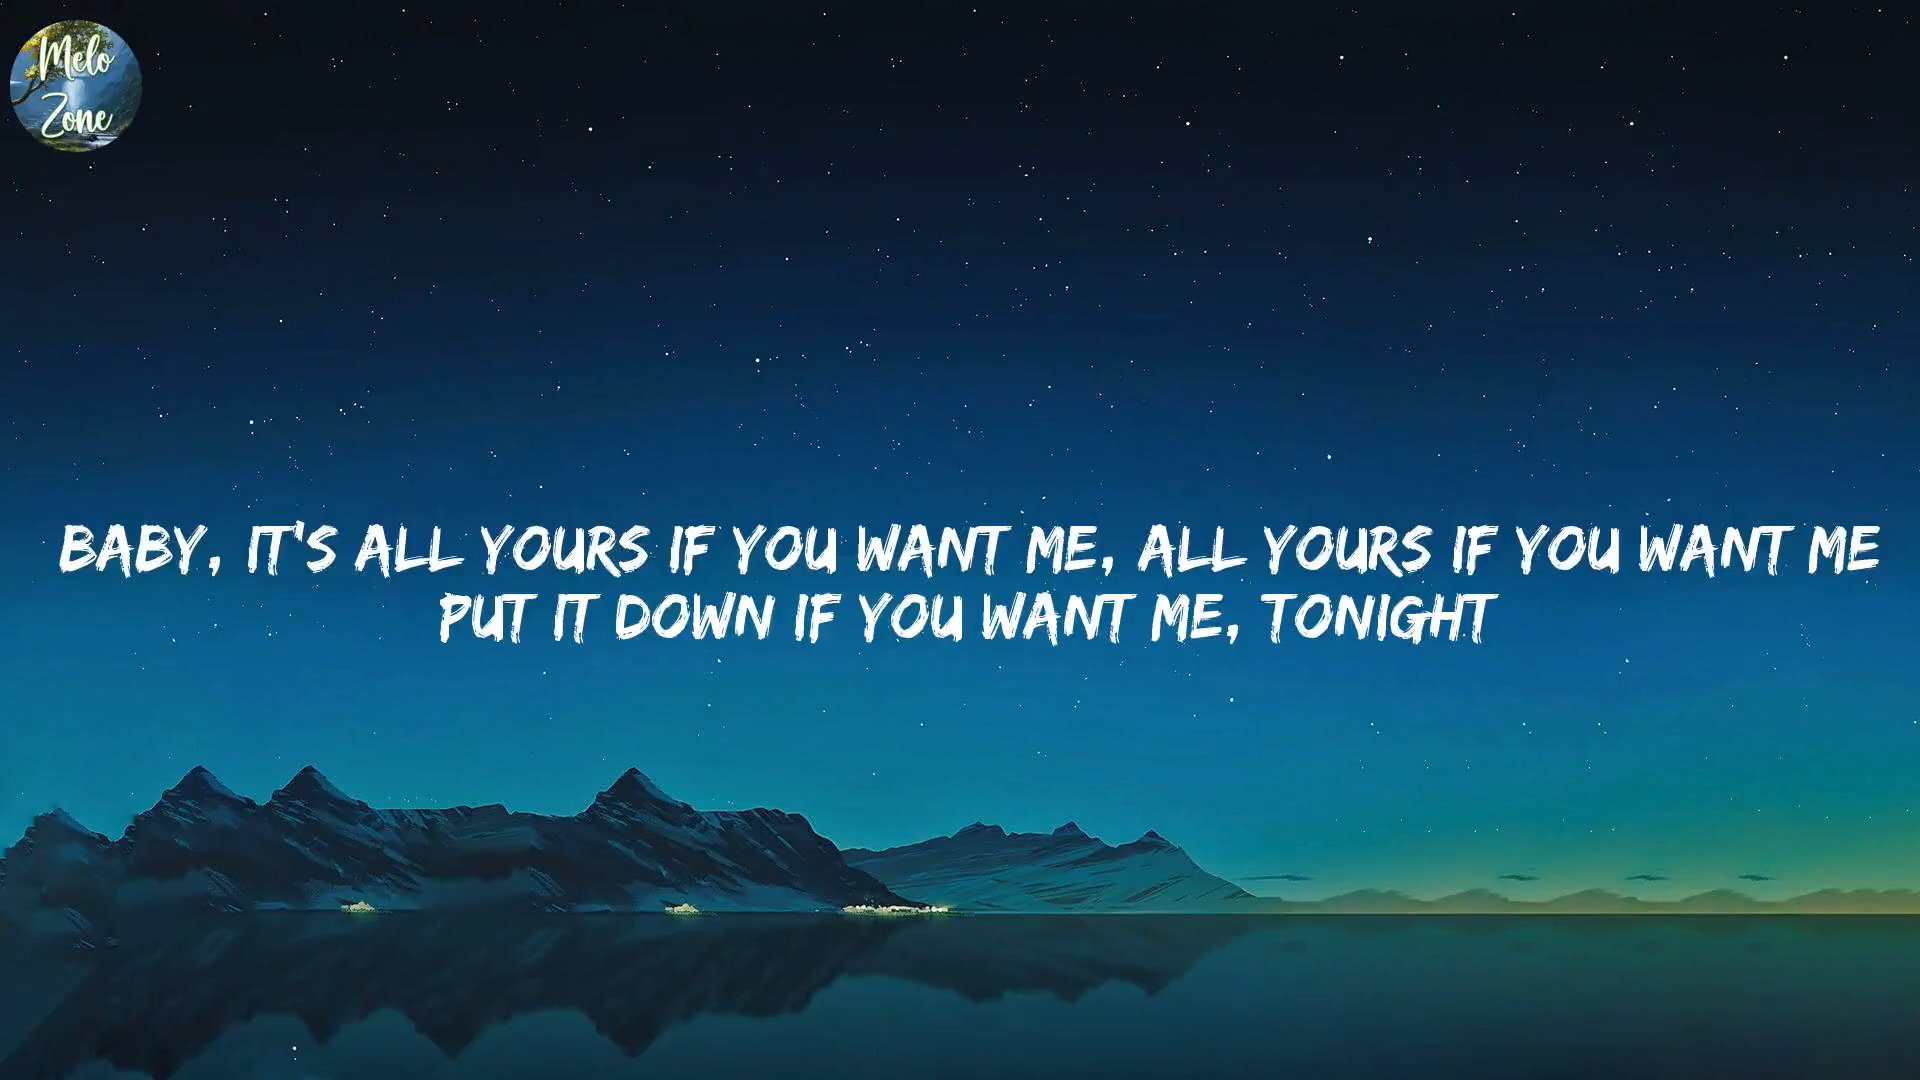 Melo
Zone
BABY, IT'S ALL YOURS IF YOU WANT ME, ALL YOURS IF YOU WANT ME
PUT IT DOWN IF YOU WANT ME, TONIGHT